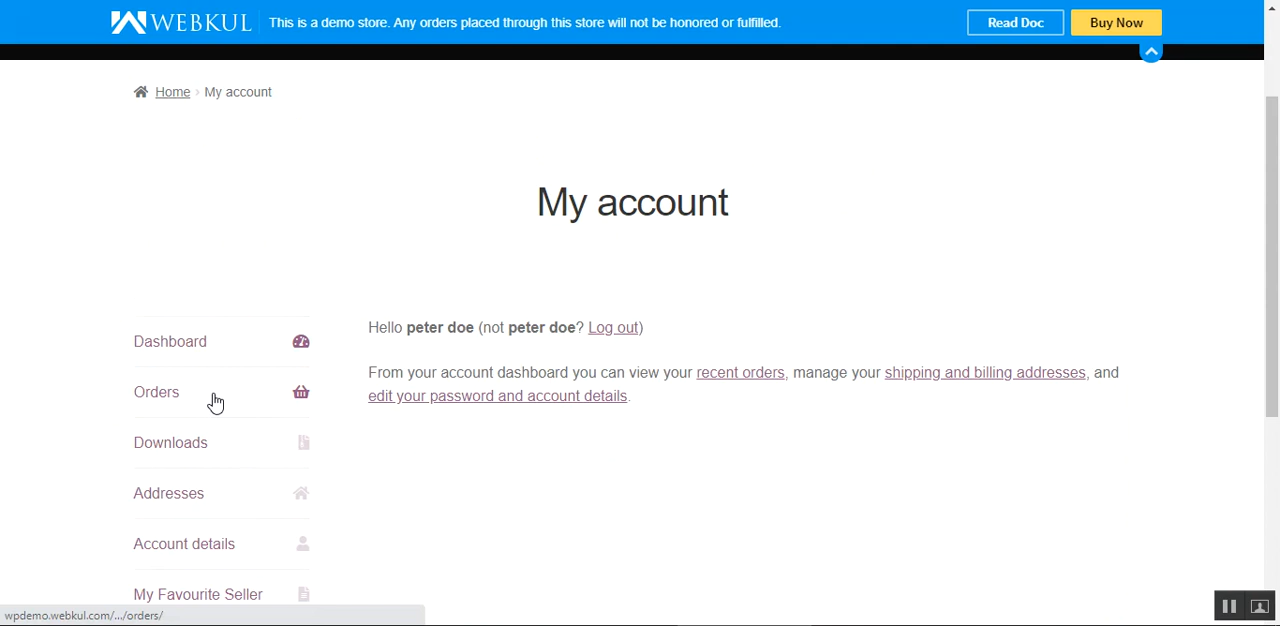 WEBKUL This is a demo store. Any orders placed through this store will not be honored or fulfilled. Read Doc Buy Now
Home › My account
My account
Dashboard
Orders
Downloads
Addresses
Account details
My Favourite Seller
Hello peter doe (not peter doe? Log out)
From your account dashboard you can view your recent orders, manage your shipping and billing addresses, and
edit your password and account details.
wpdemo.webkul.com/.../orders/